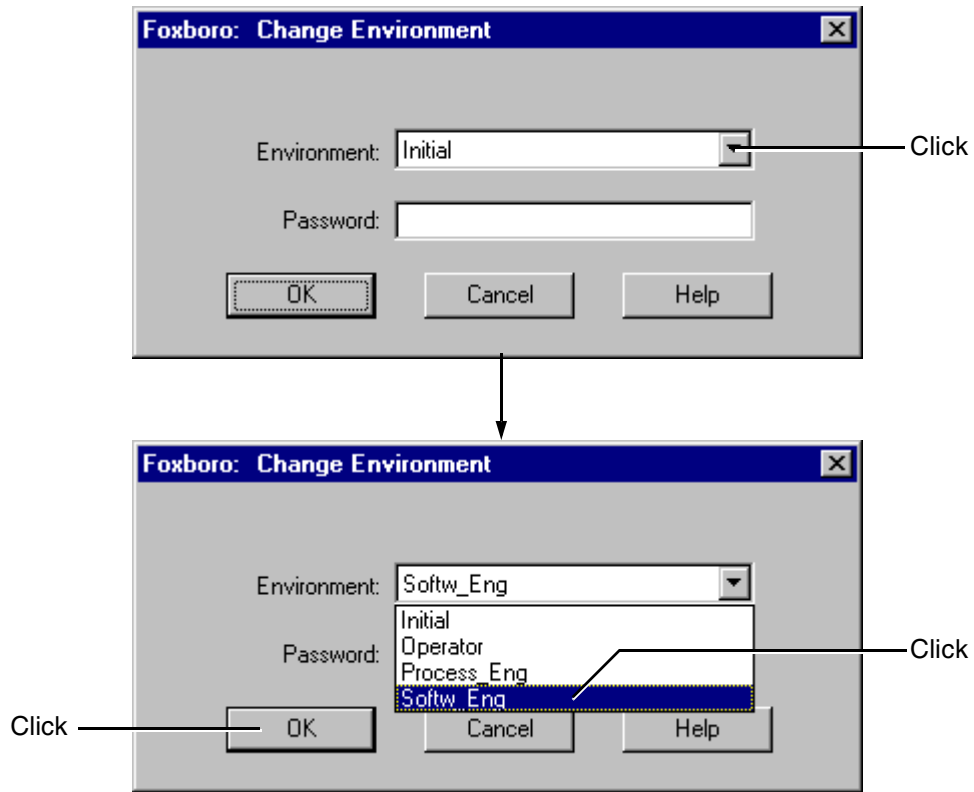 Foxboro: Change Environment
Environment: Initial
Click
Password:
OK Cancel Help
Foxboro: Change Environment
Environment: Softw_Eng
Initial
Password: Operator
Click
Process_Eng
Softw_Eng
Click
OK Cancel Help